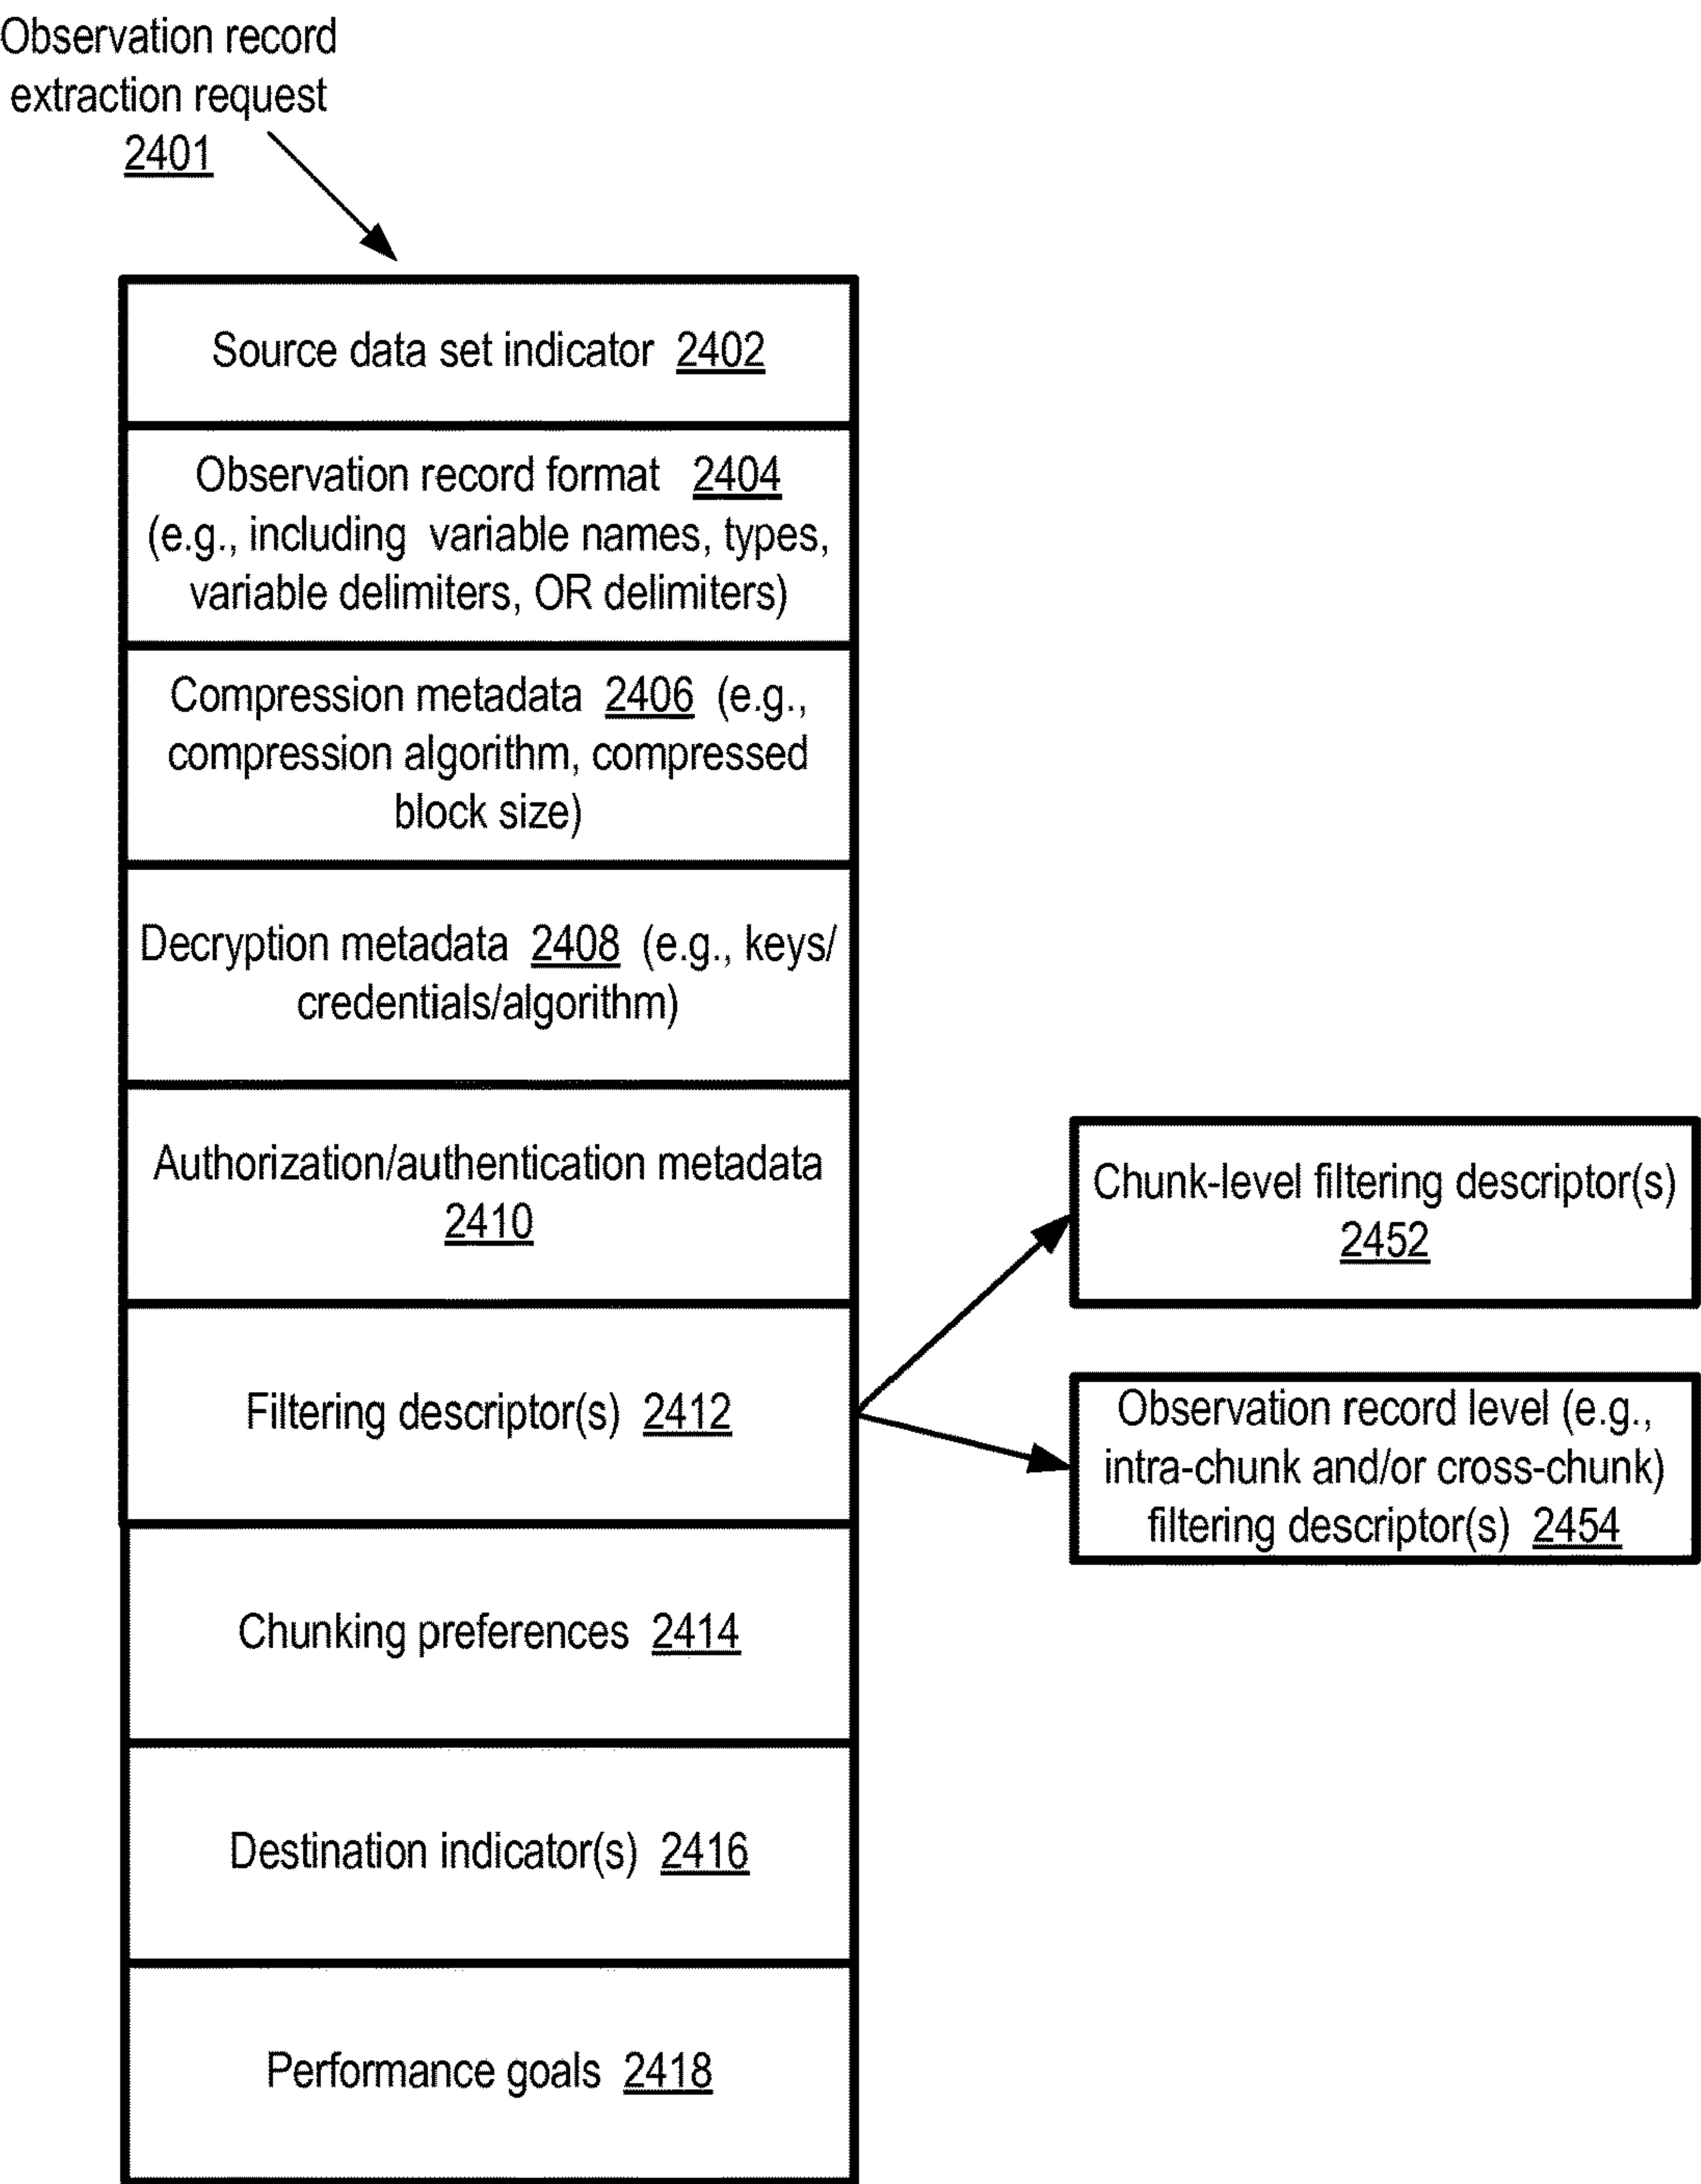 Observation record
extraction request
2401
Source data set indicator 2402
Observation record format 2404
(e.g., including variable names, types,
variable delimiters, OR delimiters)
Compression metadata 2406 (e.g.,
compression algorithm, compressed
block size)
Decryption metadata 2408 (e.g., keys/
credentials/algorithm)
Authorization/authentication metadata
2410
Filtering descriptor(s) 2412
Chunk-level filtering descriptor(s)
2452
Observation record level (e.g.,
intra-chunk and/or cross-chunk)
filtering descriptor(s) 2454
Chunking preferences 2414
Destination indicator(s) 2416
Performance goals 2418